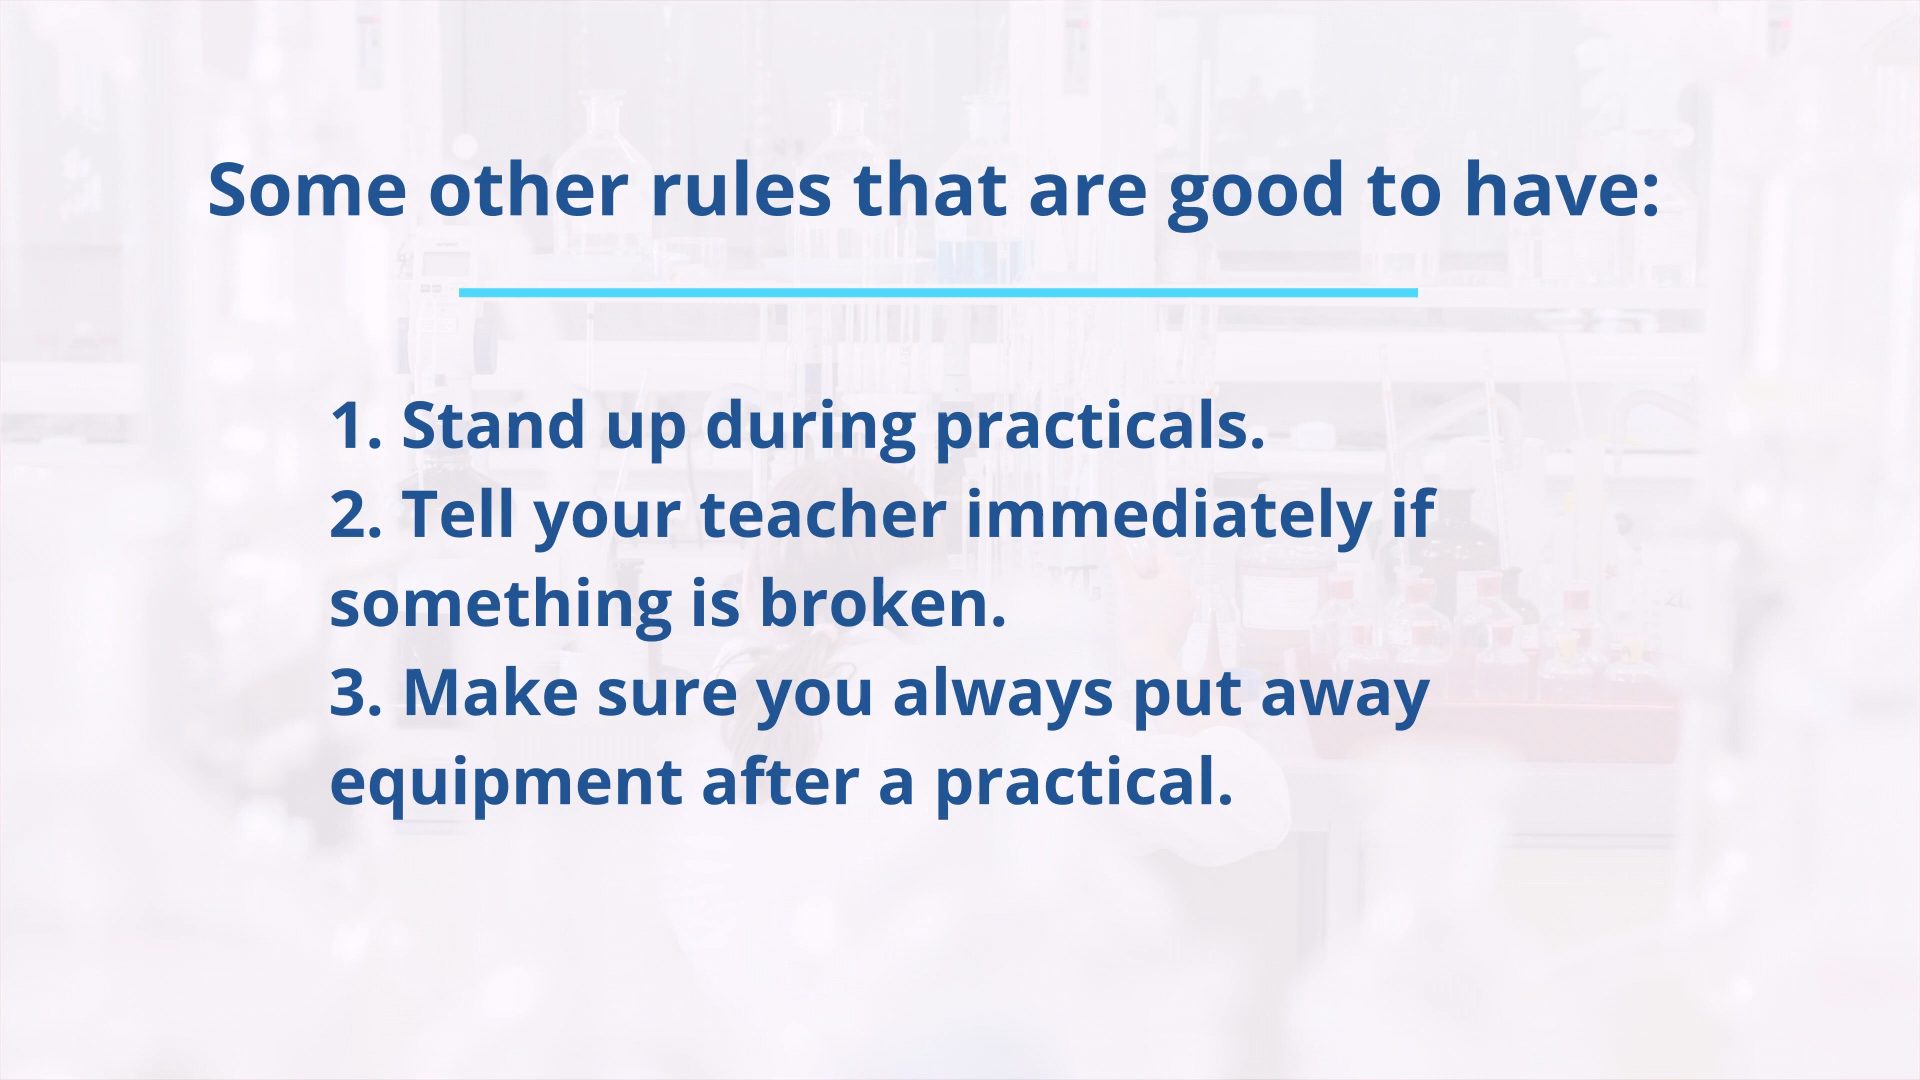 Some other rules that are good to have:
1. Stand up during practicals.
2. Tell your teacher immediately if
something is broken.
3. Make sure you always put away
equipment after a practical.